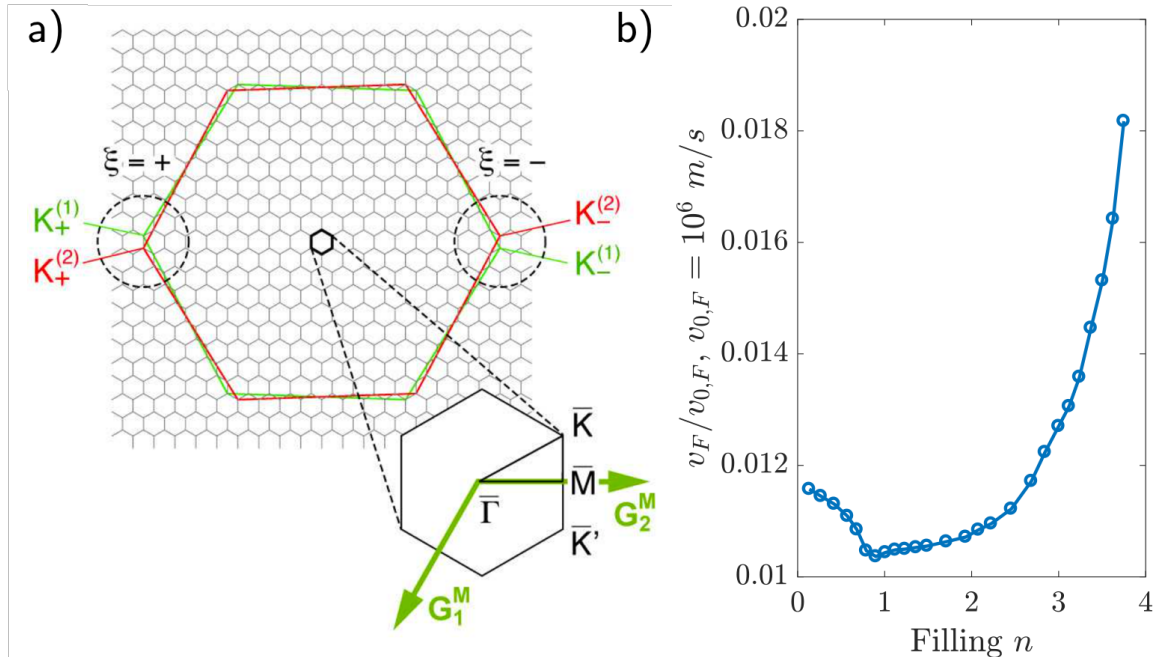 a)
ξ = +
ξ = −
K₊⁽¹⁾
K₊⁽²⁾
K₋⁽²⁾
K₋⁽¹⁾
K̅
M̅
Γ̅
K̅'
G₂ᴹ
G₁ᴹ
b)
v_F/v_{0,F}, v_{0,F} = 10⁶ m/s
0.02
0.018
0.016
0.014
0.012
0.01
0 1 2 3 4
Filling n